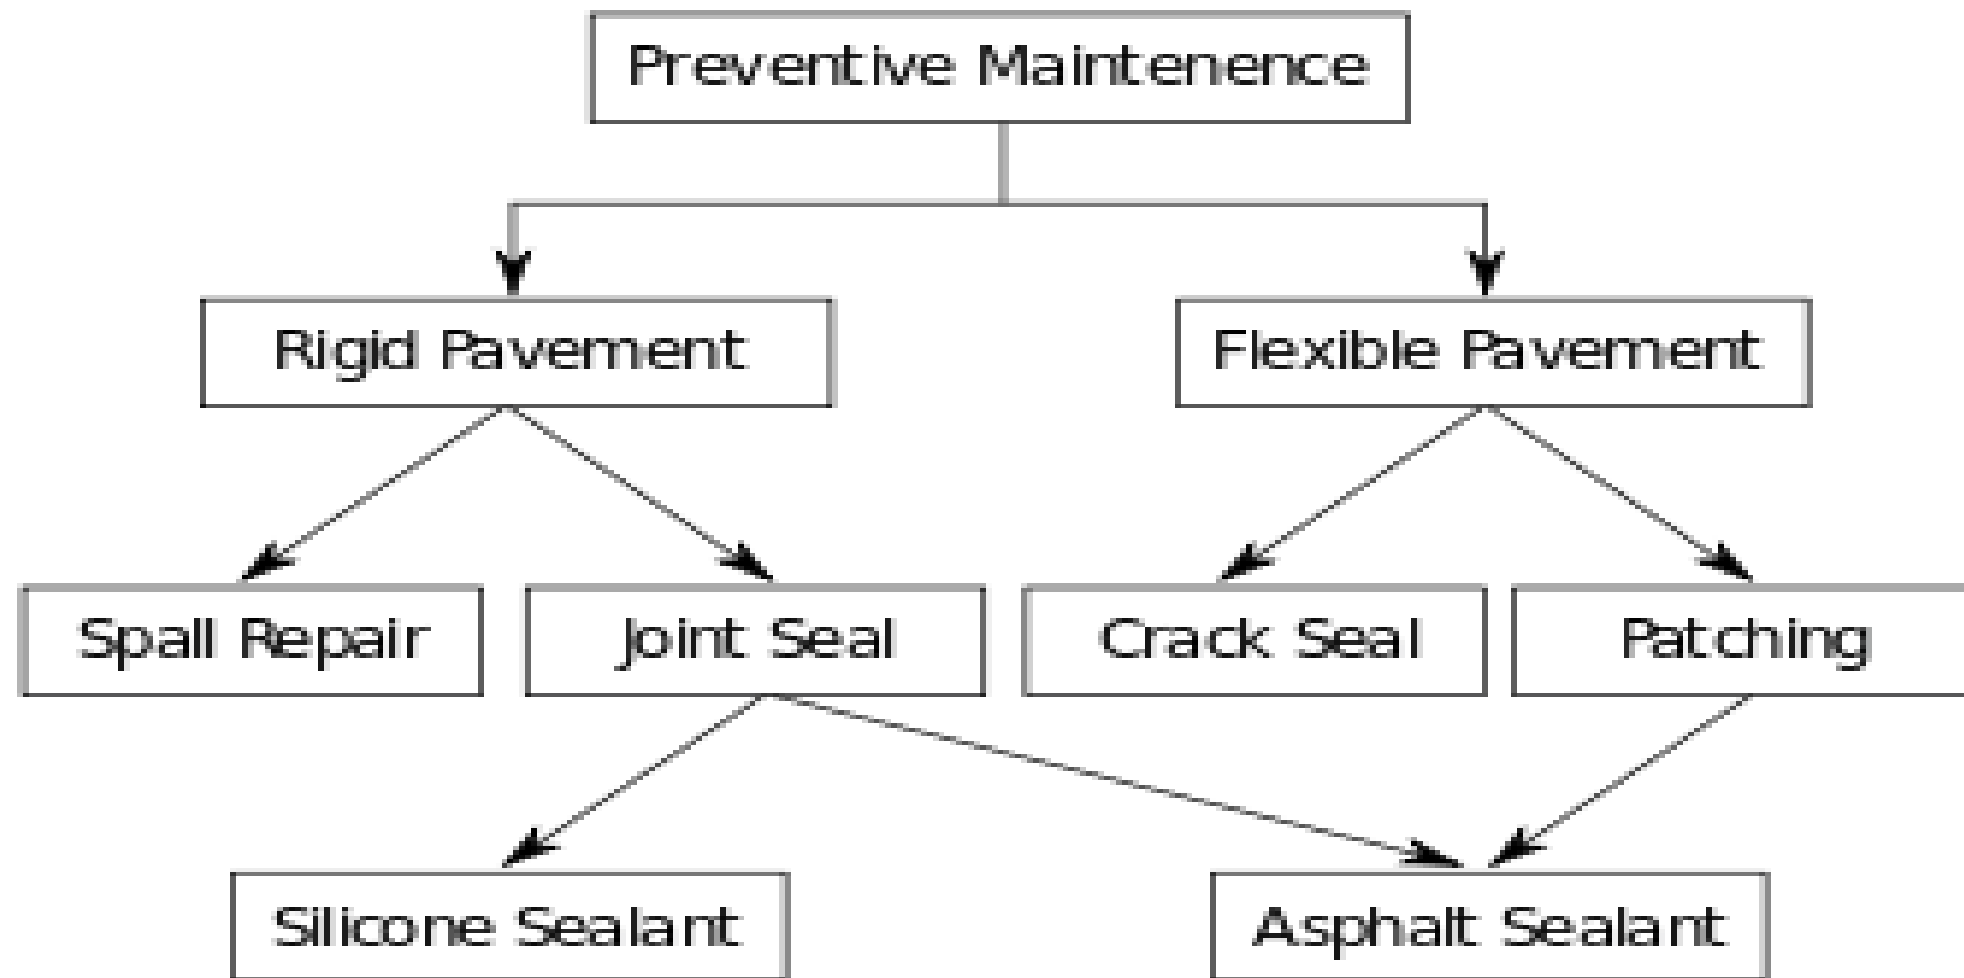 Preventive Maintenence
Rigid Pavement
Flexible Pavement
Spall Repair
Joint Seal
Crack Seal
Patching
Silicone Sealant
Asphalt Sealant